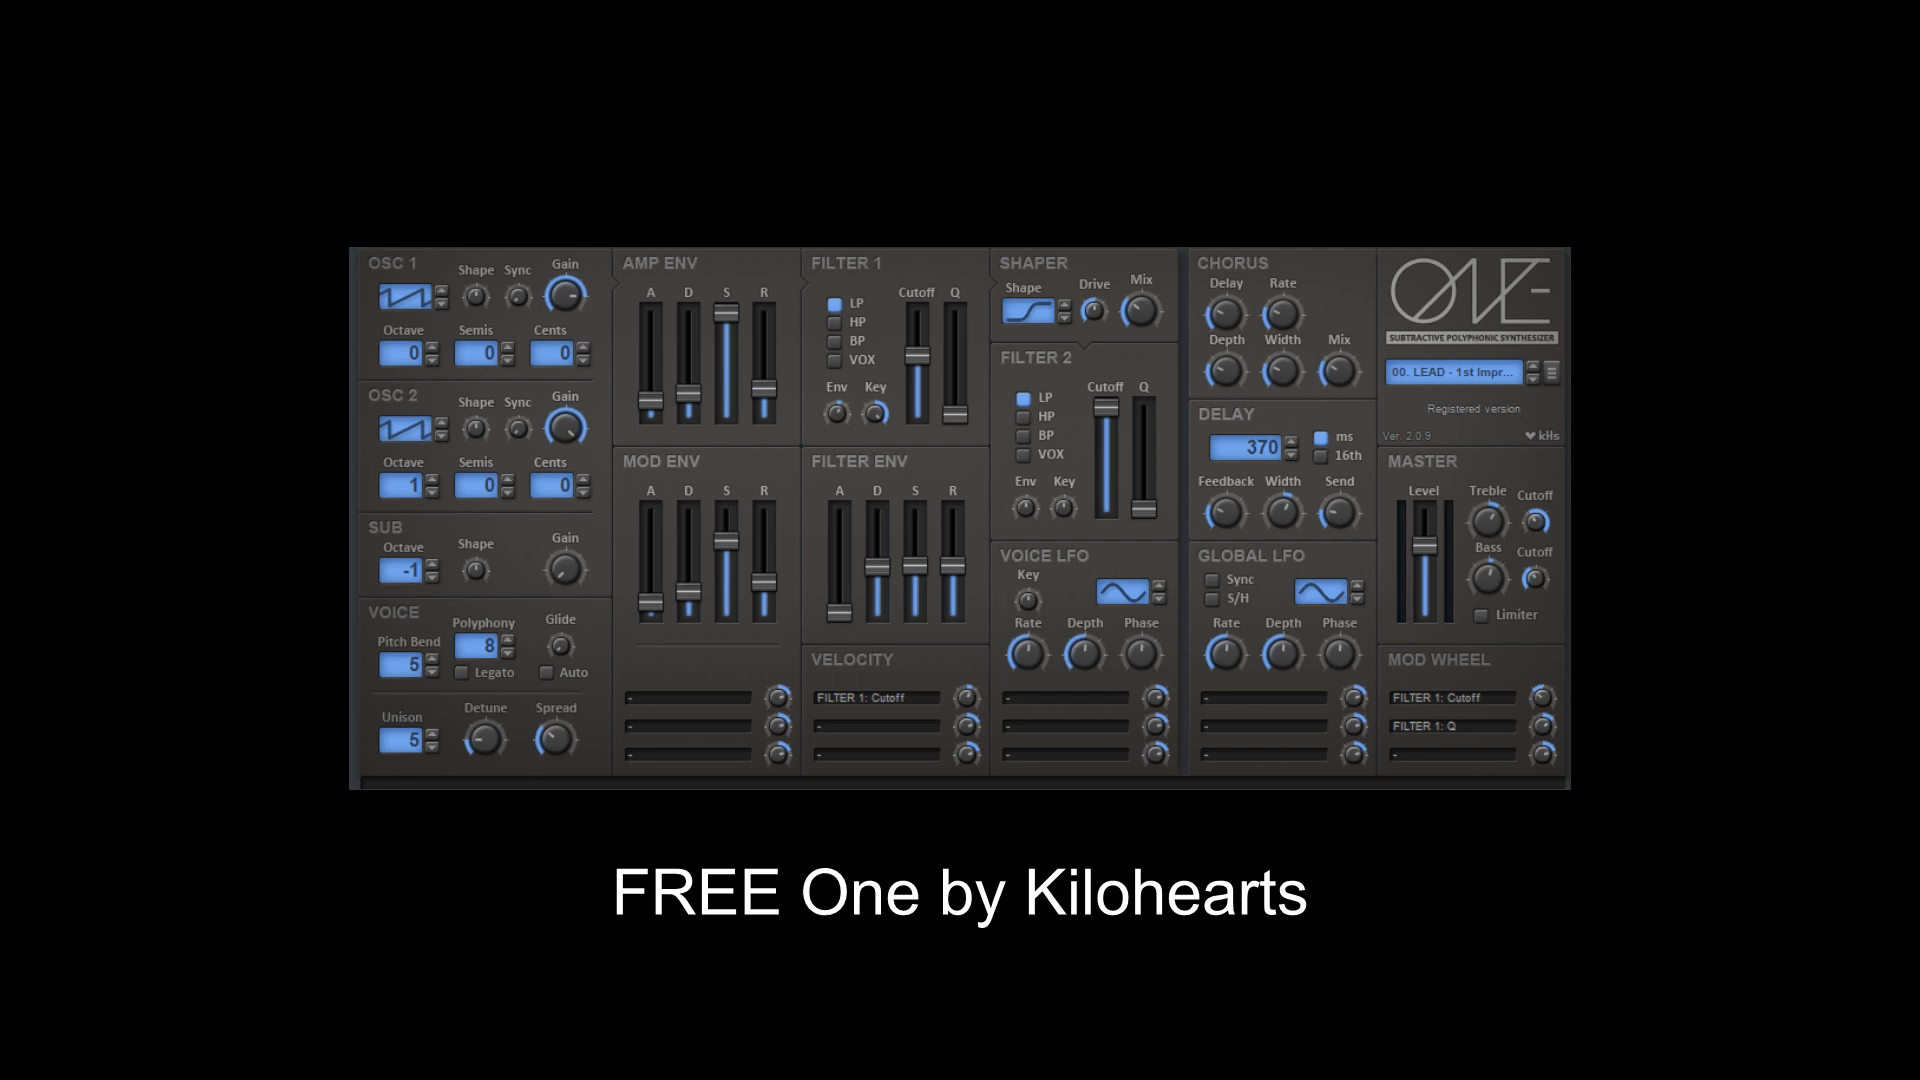 OSC 1
Shape Sync Gain
Octave Semis Cents
0 0 0
OSC 2
Shape Sync Gain
Octave Semis Cents
1 0 0
SUB
Octave Shape Gain
-1
VOICE
Pitch Bend Polyphony Glide
5 8
Legato Auto
Unison Detune Spread
5
AMP ENV
A D S R
MOD ENV
A D S R
-
-
-
FILTER 1
LP
HP
BP
VOX
Cutoff Q
Env Key
FILTER ENV
A D S R
VELOCITY
FILTER 1: Cutoff
-
-
SHAPER
Shape Drive Mix
FILTER 2
LP
HP
BP
VOX
Cutoff Q
Env Key
VOICE LFO
Key
Rate Depth Phase
-
-
-
CHORUS
Delay Rate
Depth Width Mix
DELAY
370
ms
16th
Feedback Width Send
GLOBAL LFO
Sync
S/H
Rate Depth Phase
-
-
-
ONE
SUBTRACTIVE POLYPHONIC SYNTHESIZER
00. LEAD - 1st Impr...
Registered version
Ver. 2.0.9 kHs
MASTER
Level Treble Cutoff
Bass Cutoff
Limiter
MOD WHEEL
FILTER 1: Cutoff
FILTER 1: Q
-
FREE One by Kilohearts